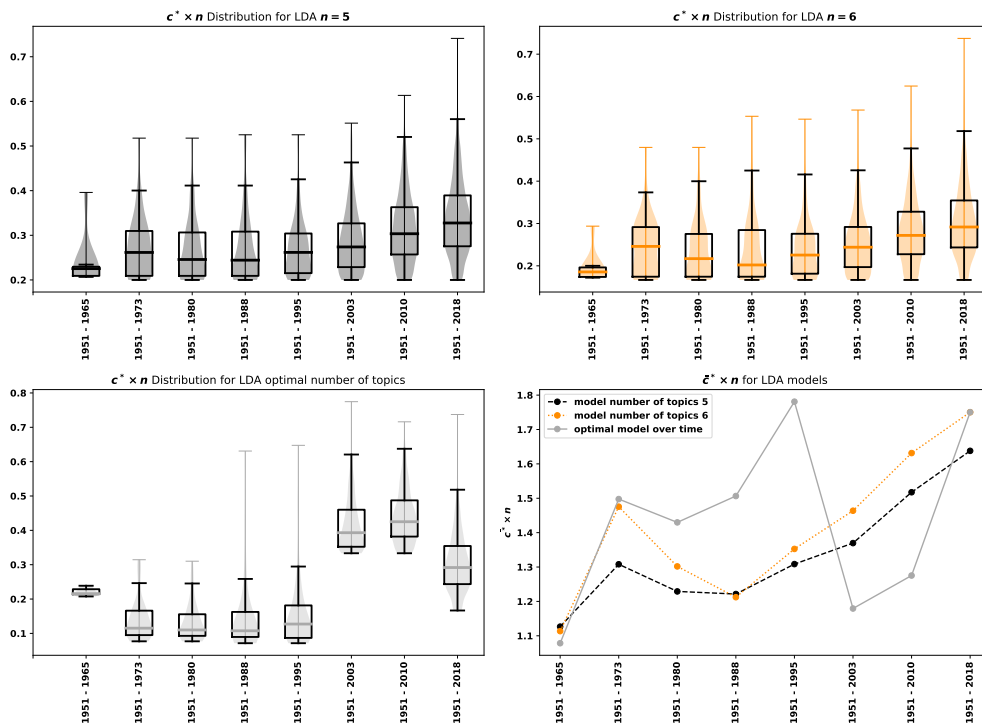 c* × n Distribution for LDA n = 5
0.7
0.6
0.5
0.4
0.3
0.2
1951 - 1965
1951 - 1973
1951 - 1980
1951 - 1988
1951 - 1995
1951 - 2003
1951 - 2010
1951 - 2018
c* × n Distribution for LDA n = 6
0.7
0.6
0.5
0.4
0.3
0.2
1951 - 1965
1951 - 1973
1951 - 1980
1951 - 1988
1951 - 1995
1951 - 2003
1951 - 2010
1951 - 2018
c* × n Distribution for LDA optimal number of topics
0.8
0.7
0.6
0.5
0.4
0.3
0.2
0.1
1951 - 1965
1951 - 1973
1951 - 1980
1951 - 1988
1951 - 1995
1951 - 2003
1951 - 2010
1951 - 2018
c̄* × n for LDA models
model number of topics 5
model number of topics 6
optimal model over time
c̄* × n
1.8
1.7
1.6
1.5
1.4
1.3
1.2
1.1
1951 - 1965
1951 - 1973
1951 - 1980
1951 - 1988
1951 - 1995
1951 - 2003
1951 - 2010
1951 - 2018